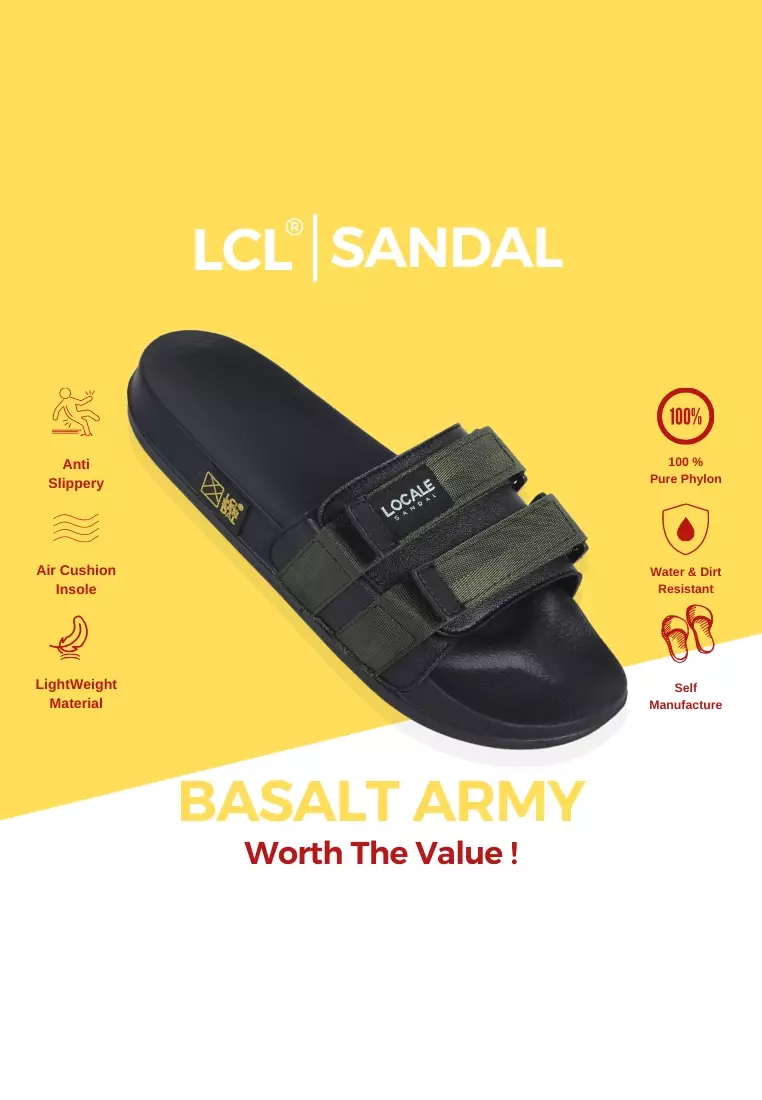 LCL® | SANDAL
Anti
Slippery
Air Cushion
Insole
LightWeight
Material
LOCALE
SANDAL
100%
100 %
Pure Phylon
Water & Dirt
Resistant
Self
Manufacture
BASALT ARMY
Worth The Value !